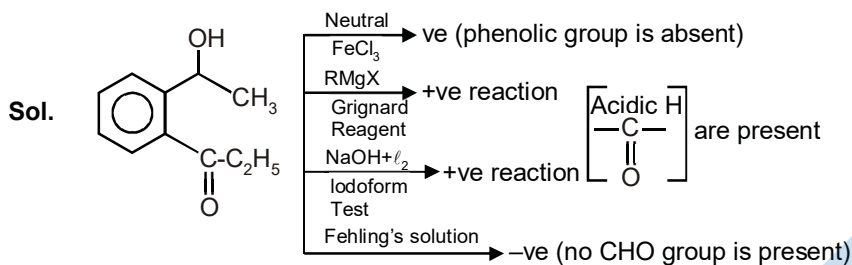 Sol.
OH
CH₃
C-C₂H₅
O
Neutral
FeCl₃
ve (phenolic group is absent)
RMgX
Grignard
Reagent
+ve reaction
Acidic H
C
O
are present
NaOH+ℓ₂
Iodoform
Test
+ve reaction
Fehling's solution
–ve (no CHO group is present)